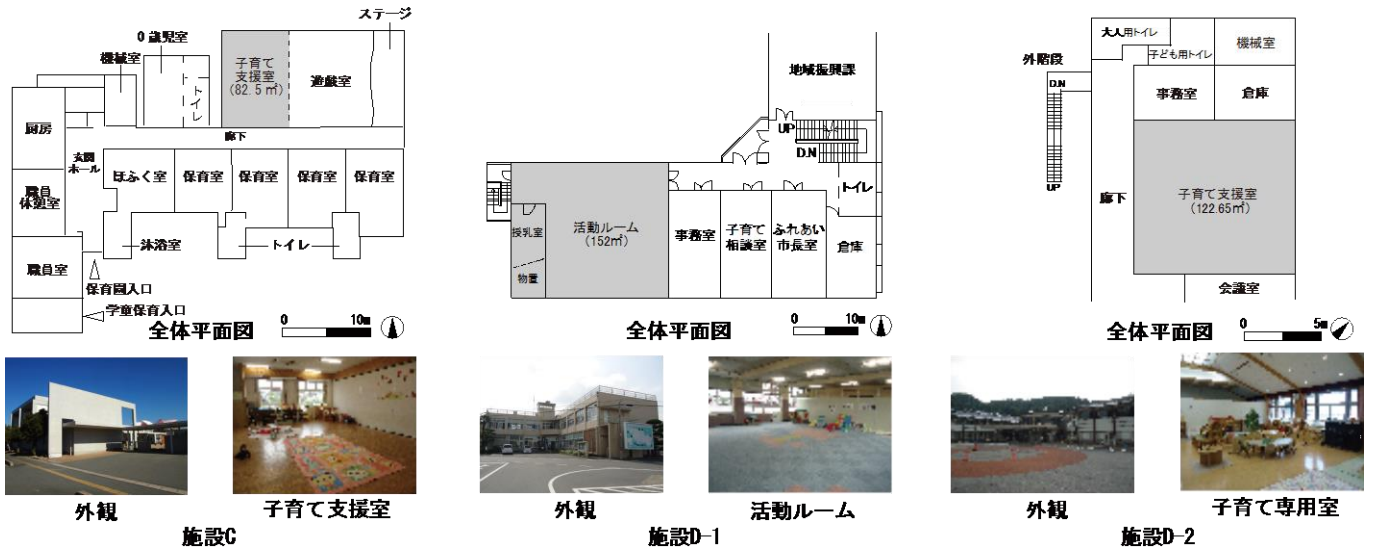 ステージ
0歳児室
機械室
トイレ
子育て
支援室
(82.5㎡)
遊戯室
厨房
廊下
玄関
ホール
ほふく室
保育室
保育室
保育室
保育室
職員
休憩室
沐浴室
トイレ
職員室
保育園入口
学童保育入口
全体平面図
0 10m
外観
子育て支援室
施設C
地域振興課
UP
D.N
トイレ
授乳室
活動ルーム
(152㎡)
事務室
子育て
相談室
ふれあい
市長室
倉庫
物置
全体平面図
0 10m
外観
活動ルーム
施設D-1
大人用トイレ
子ども用トイレ
機械室
外階段
D.N
事務室
倉庫
UP
廊下
子育て支援室
(122.65㎡)
会議室
全体平面図
0 5m
外観
子育て専用室
施設D-2